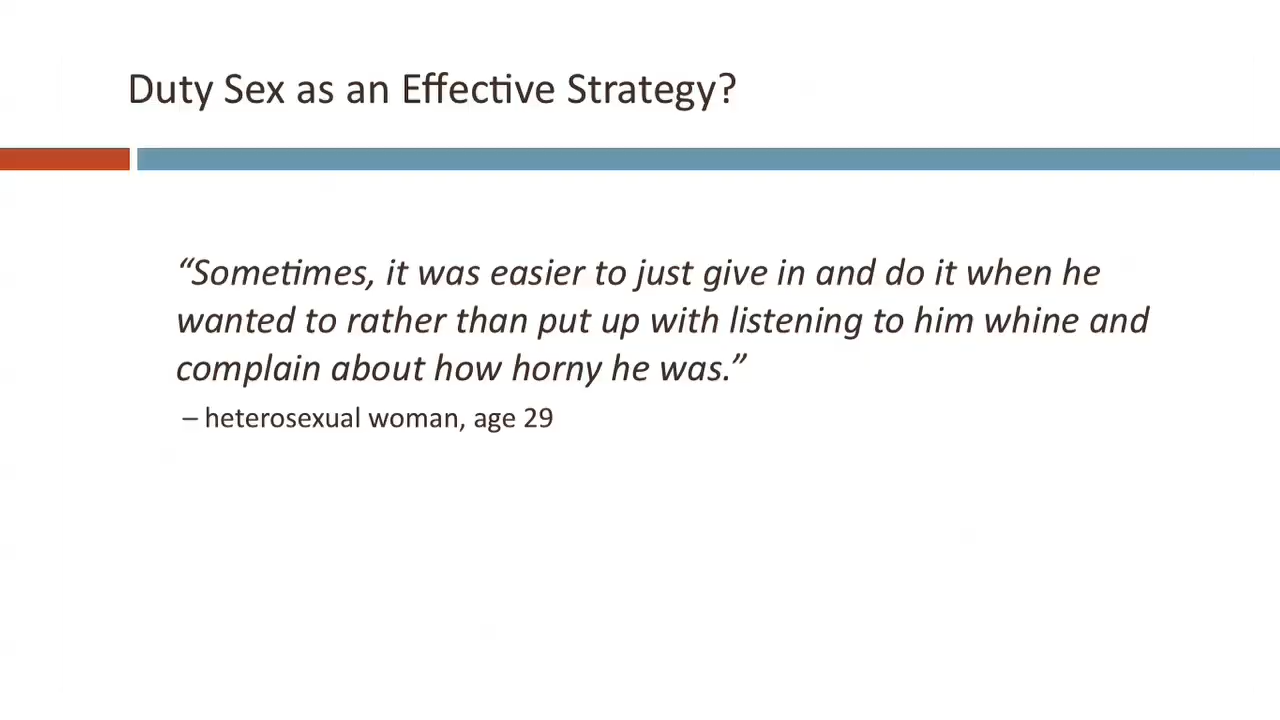 Duty Sex as an Effective Strategy?
“Sometimes, it was easier to just give in and do it when he
wanted to rather than put up with listening to him whine and
complain about how horny he was.”
– heterosexual woman, age 29